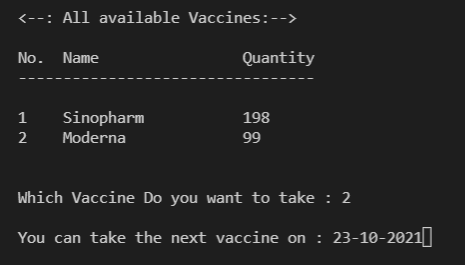 <--: All available Vaccines:-->
No. Name Quantity
---------------------------------
1 Sinopharm 198
2 Moderna 99
Which Vaccine Do you want to take : 2
You can take the next vaccine on : 23-10-2021